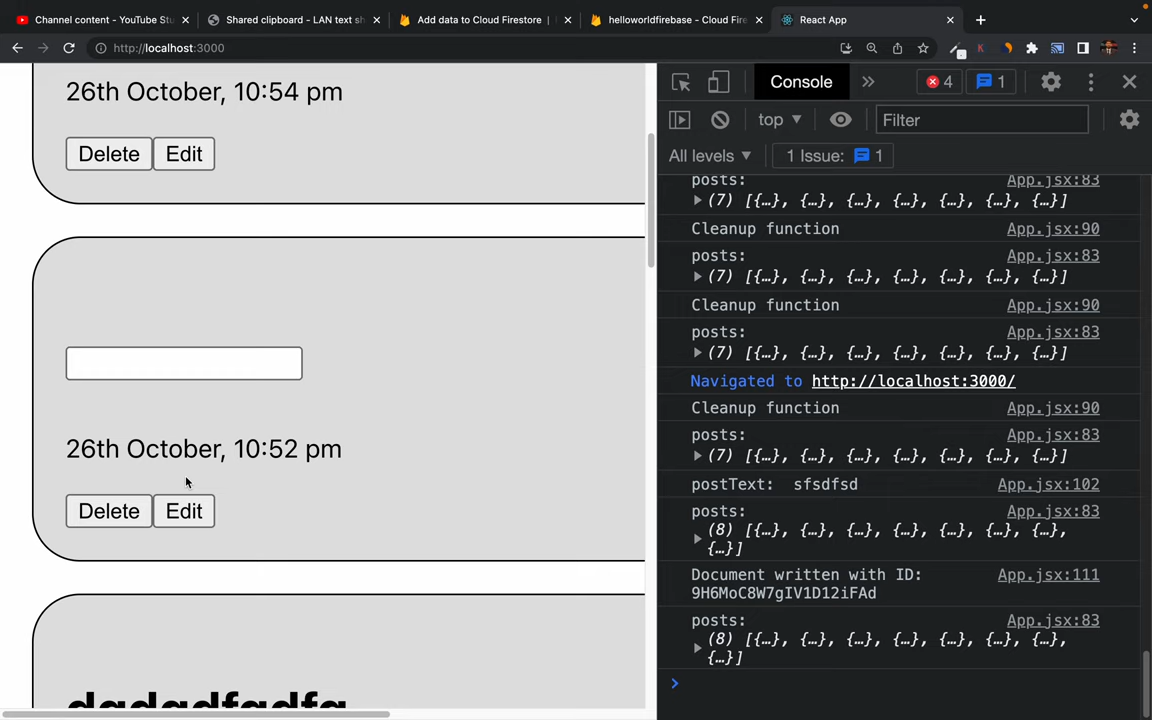 Channel content - YouTube Stu
Shared clipboard - LAN text sh
Add data to Cloud Firestore |
helloworldfirebase - Cloud Fire
React App
http://localhost:3000
26th October, 10:54 pm
Delete Edit
26th October, 10:52 pm
Delete Edit
dadadfadfa
Console
4
1
top
Filter
All levels
1 Issue: 1
posts: App.jsx:83
(7) [{…}, {…}, {…}, {…}, {…}, {…}, {…}]
Cleanup function App.jsx:90
posts: App.jsx:83
(7) [{…}, {…}, {…}, {…}, {…}, {…}, {…}]
Cleanup function App.jsx:90
posts: App.jsx:83
(7) [{…}, {…}, {…}, {…}, {…}, {…}, {…}]
Navigated to http://localhost:3000/
Cleanup function App.jsx:90
posts: App.jsx:83
(7) [{…}, {…}, {…}, {…}, {…}, {…}, {…}]
postText: sfsdfsd App.jsx:102
posts: App.jsx:83
(8) [{…}, {…}, {…}, {…}, {…}, {…}, {…},
{…}]
Document written with ID: App.jsx:111
9H6MoC8W7gIV1D12iFAd
posts: App.jsx:83
(8) [{…}, {…}, {…}, {…}, {…}, {…}, {…},
{…}]